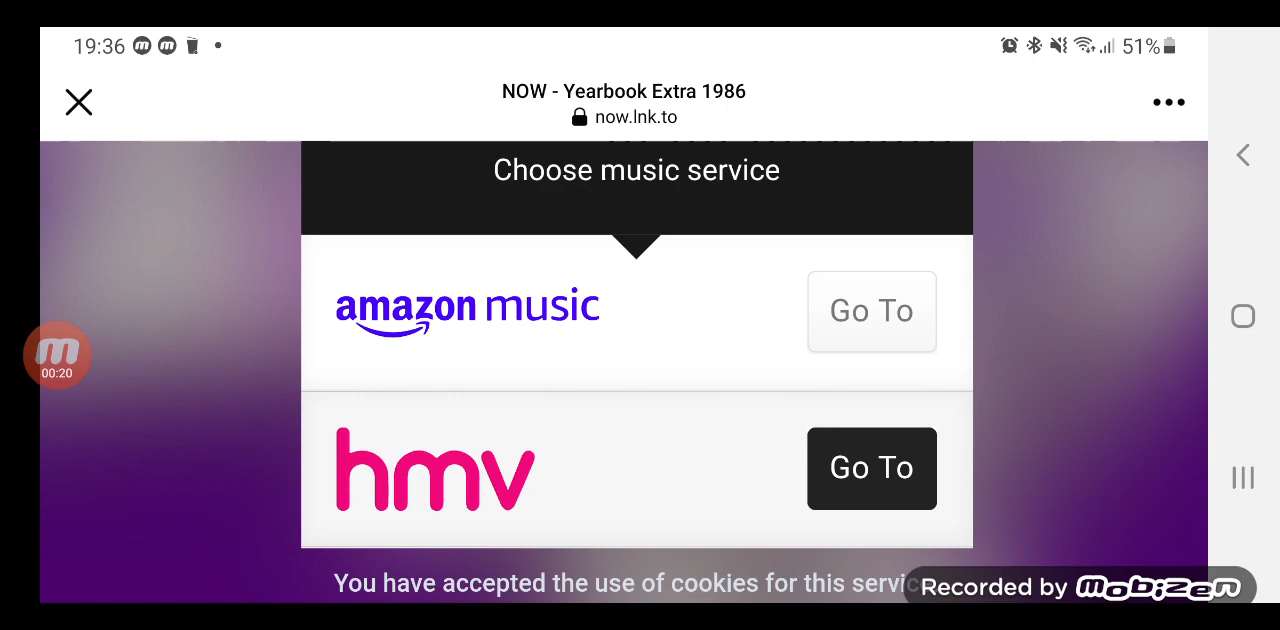 19:36
51%
NOW - Yearbook Extra 1986
now.lnk.to
Choose music service
amazon music
Go To
00:20
hmv
Go To
You have accepted the use of cookies for this servic
Recorded by mobizen